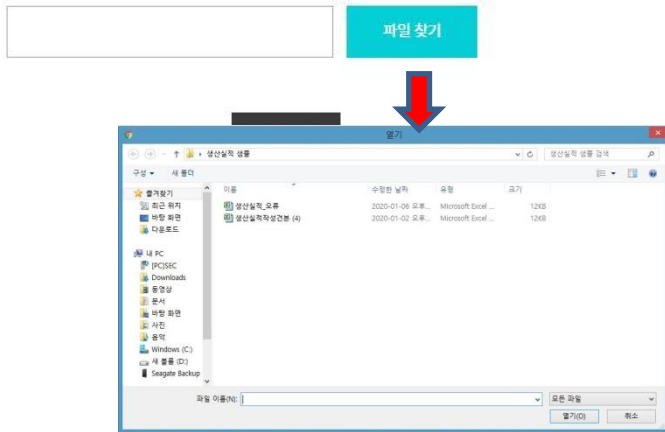 파일 찾기
열기
생산실적 샘플
생산실적 샘플 검색
구성
새 폴더
즐겨찾기
최근 위치
바탕 화면
다운로드
내 PC
[PC]SEC
Downloads
동영상
문서
바탕 화면
사진
음악
Windows (C:)
새 볼륨 (D:)
Seagate Backup
이름 수정한 날짜 유형 크기
생산실적_오류 2020-01-06 오후... Microsoft Excel ... 12KB
생산실적작성견본 (4) 2020-01-02 오후... Microsoft Excel ... 12KB
파일 이름(N):
모든 파일
열기(O) 취소